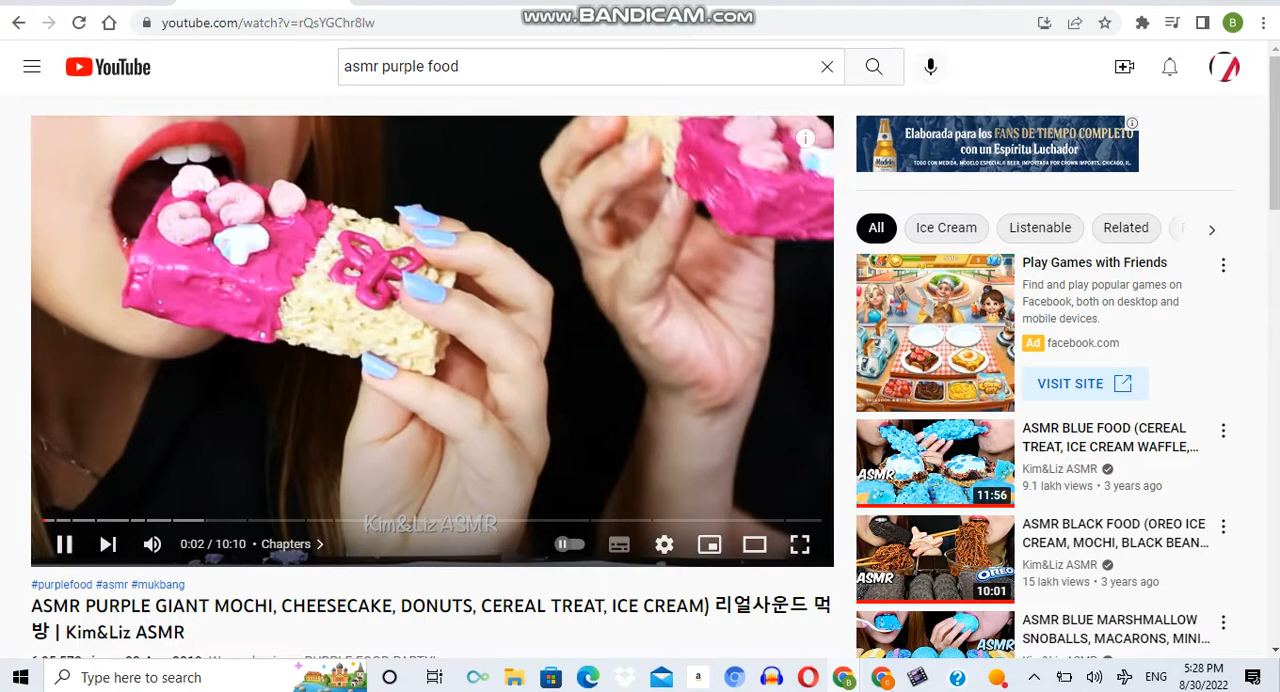 youtube.com/watch?v=rQsYGChr8Iw
www.BANDICAM.com
B
YouTube
asmr purple food
Elaborada para los FANS DE TIEMPO COMPLETO
con un Espíritu Luchador
All
Ice Cream
Listenable
Related
Play Games with Friends
Find and play popular games on
Facebook, both on desktop and
mobile devices.
Ad facebook.com
VISIT SITE
ASMR BLUE FOOD (CEREAL
TREAT, ICE CREAM WAFFLE,...
Kim&Liz ASMR
9.1 lakh views • 3 years ago
ASMR
11:56
ASMR BLACK FOOD (OREO ICE
CREAM, MOCHI, BLACK BEAN...
Kim&Liz ASMR
15 lakh views • 3 years ago
ASMR
OREO
10:01
ASMR BLUE MARSHMALLOW
SNOBALLS, MACARONS, MINI...
Kim&Liz ASMR
0:02 / 10:10 • Chapters
#purplefood #asmr #mukbang
ASMR PURPLE GIANT MOCHI, CHEESECAKE, DONUTS, CEREAL TREAT, ICE CREAM) 리얼사운드 먹
방 | Kim&Liz ASMR
Type here to search
a
ENG
5:28 PM
8/30/2022